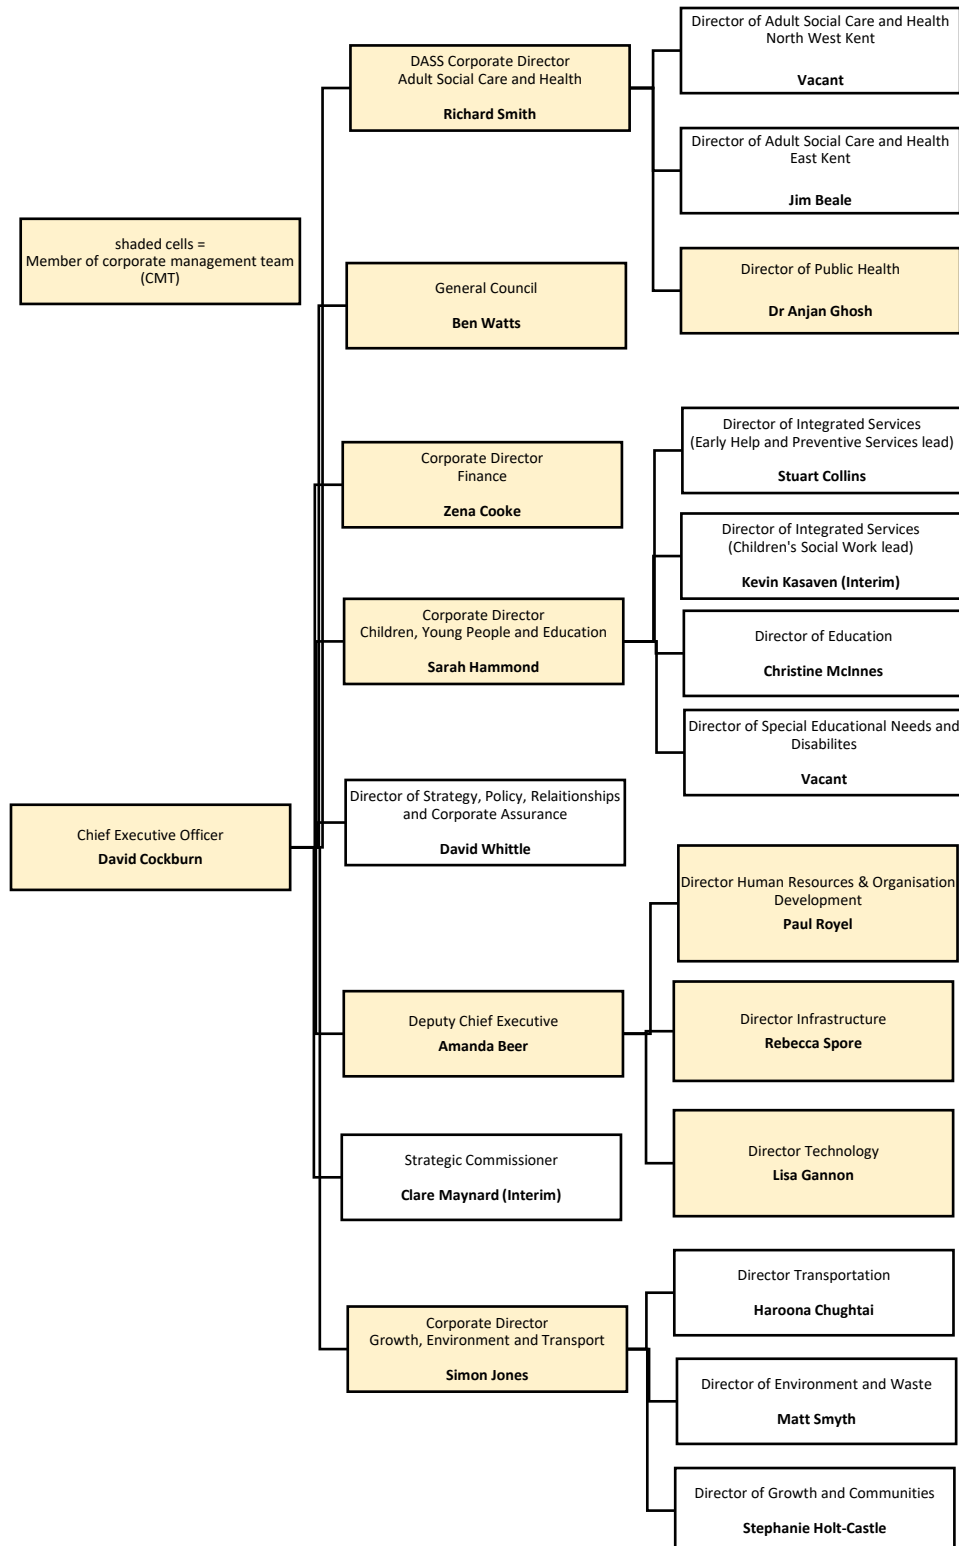 Director of Adult Social Care and Health
North West Kent
Vacant
DASS Corporate Director
Adult Social Care and Health
Richard Smith
Director of Adult Social Care and Health
East Kent
Jim Beale
shaded cells =
Member of corporate management team
(CMT)
Director of Public Health
Dr Anjan Ghosh
General Council
Ben Watts
Director of Integrated Services
(Early Help and Preventive Services lead)
Stuart Collins
Corporate Director
Finance
Zena Cooke
Director of Integrated Services
(Children's Social Work lead)
Kevin Kasaven (Interim)
Corporate Director
Children, Young People and Education
Sarah Hammond
Director of Education
Christine McInnes
Director of Special Educational Needs and
Disabilites
Vacant
Director of Strategy, Policy, Relaitionships
and Corporate Assurance
David Whittle
Chief Executive Officer
David Cockburn
Director Human Resources & Organisation
Development
Paul Royel
Deputy Chief Executive
Amanda Beer
Director Infrastructure
Rebecca Spore
Director Technology
Lisa Gannon
Strategic Commissioner
Clare Maynard (Interim)
Director Transportation
Haroona Chughtai
Corporate Director
Growth, Environment and Transport
Simon Jones
Director of Environment and Waste
Matt Smyth
Director of Growth and Communities
Stephanie Holt-Castle